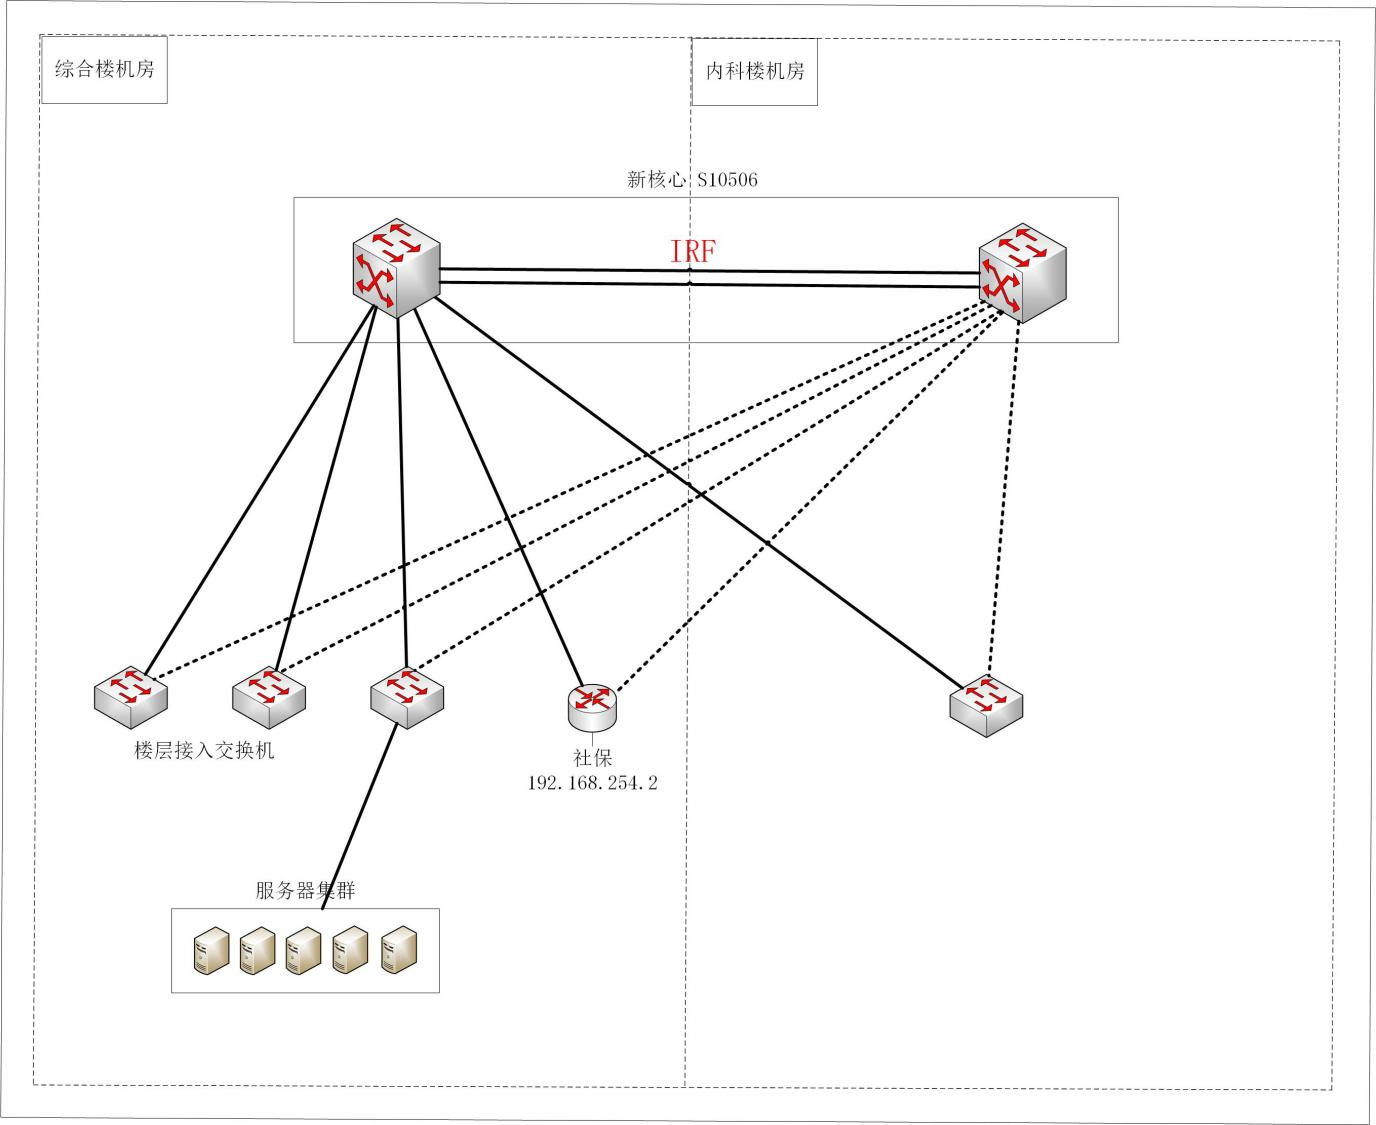 综合楼机房
内科楼机房
新核心 S10506
IRF
楼层接入交换机
社保
192.168.254.2
服务器集群